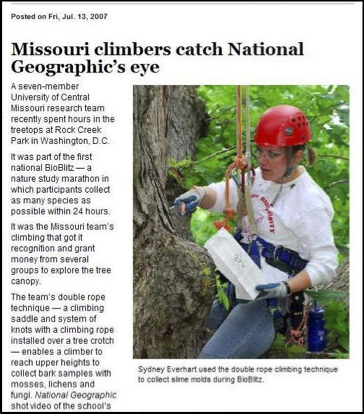 Posted on Fri, Jul. 13, 2007
Missouri climbers catch National
Geographic's eye
A seven-member
University of Central
Missouri research team
recently spent hours in the
treetops at Rock Creek
Park in Washington, D.C.
It was part of the first
national BioBlitz — a
nature study marathon in
which participants collect
as many species as
possible within 24 hours.
It was the Missouri team's
climbing that got it
recognition and grant
money from several
groups to explore the tree
canopy.
The team's double rope
technique — a climbing
saddle and system of
knots with a climbing rope
installed over a tree crotch
— enables a climber to
reach upper heights to
collect bark samples with
mosses, lichens and
fungi. National Geographic
shot video of the school's
Sydney Everhart used the double rope climbing technique
to collect slime molds during BioBlitz.